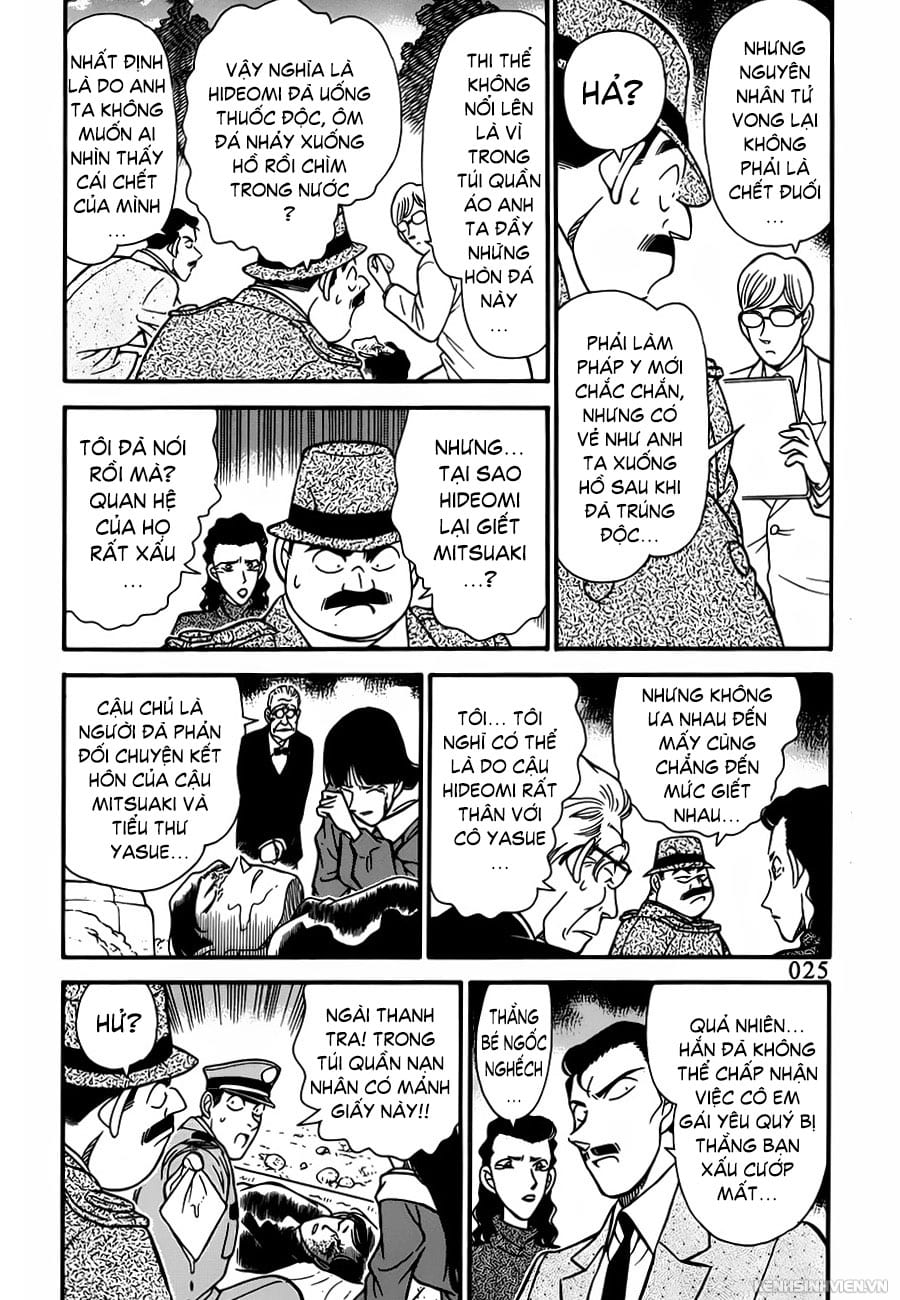 NHƯNG
NGUYÊN
NHÂN TỬ
VONG LẠI
KHÔNG
PHẢI LÀ
CHẾT ĐUỐI
...
HẢ?
PHẢI LÀM
PHÁP Y MỚI
CHẮC CHẮN,
NHƯNG CÓ
VẺ NHƯ ANH
TA XUỐNG
HỒ SAU KHI
ĐÃ TRÚNG
ĐỘC...
THI THỂ
KHÔNG
NỔI LÊN
LÀ VÌ
TRONG
TÚI QUẦN
ÁO ANH
TA ĐẦY
NHỮNG
HÒN ĐÁ
NÀY
...
VẬY NGHĨA LÀ
HIDEOMI ĐÃ UỐNG
THUỐC ĐỘC, ÔM
ĐÁ NHẢY XUỐNG
HỒ RỒI CHÌM
TRONG NƯỚC
?
NHẤT ĐỊNH
LÀ DO ANH
TA KHÔNG
MUỐN AI
NHÌN THẤY
CÁI CHẾT
CỦA MÌNH
...
NHƯNG...
TẠI SAO
HIDEOMI
LẠI GIẾT
MITSUAKI
...?
TÔI ĐÃ NÓI
RỒI MÀ?
QUAN HỆ
CỦA HỌ
RẤT XẤU
...
NHƯNG KHÔNG
ƯA NHAU ĐẾN
MẤY CŨNG
CHẲNG ĐẾN
MỨC GIẾT
NHAU...
TÔI... TÔI
NGHĨ CÓ THỂ
LÀ DO CẬU
HIDEOMI RẤT
THÂN VỚI
CÔ YASUE
...
CẬU CHỦ LÀ
NGƯỜI ĐÃ PHẢN
ĐỐI CHUYỆN KẾT
HÔN CỦA CẬU
MITSUAKI VÀ
TIỂU THƯ
YASUE...
025
QUẢ NHIÊN...
HẮN ĐÃ KHÔNG
THỂ CHẤP NHẬN
VIỆC CÔ EM
GÁI YÊU QUÝ BỊ
THẰNG BẠN
XẤU CƯỚP
MẤT...
THẰNG
BÉ NGỐC
NGHẾCH
...
NGÀI THANH
TRA! TRONG
TÚI QUẦN NẠN
NHÂN CÓ MẢNH
GIẤY NÀY!!
HỬ?
KENHSINHVIEN.VN